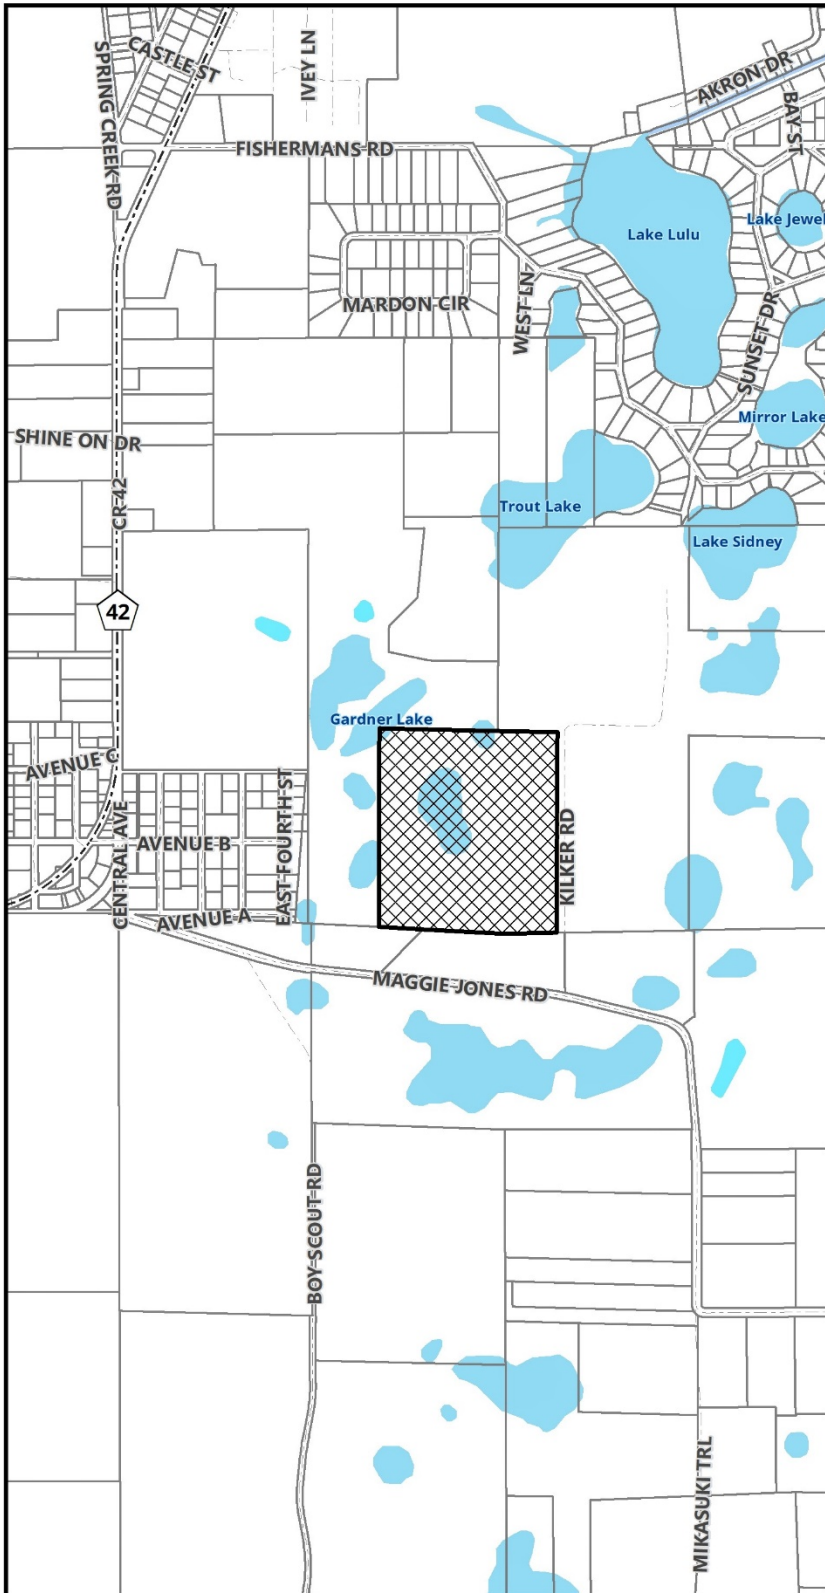 CASTLE ST
SPRING CREEK RD
IVEY LN
AKRON DR
BAY ST
FISHERMANS RD
Lake Lulu
Lake Jewel
MARDON CIR
WEST LN
SUNSET DR
Mirror Lake
SHINE ON DR
CR 42
Trout Lake
Lake Sidney
42
Gardner Lake
AVENUE C
EAST FOURTH ST
CENTRAL AVE
AVENUE B
KILKER RD
AVENUE A
MAGGIE JONES RD
BOY SCOUT RD
MIKASUKI TRL